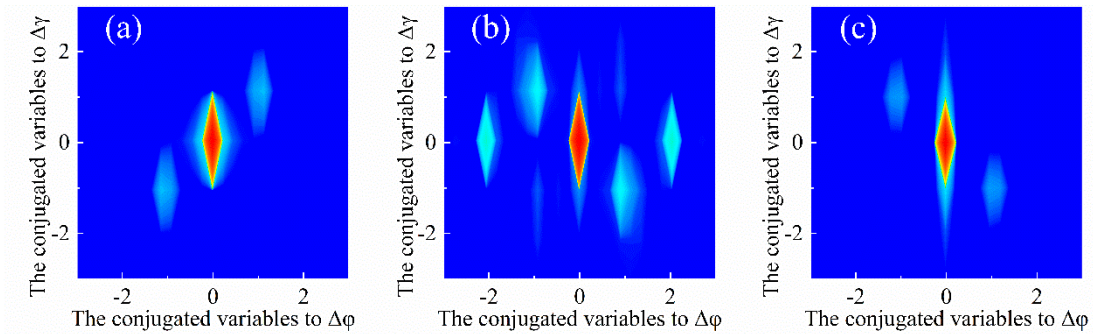 (a)
The conjugated variables to Δγ
2
0
-2
-2 0 2
The conjugated variables to Δφ
(b)
The conjugated variables to Δγ
2
0
-2
-2 0 2
The conjugated variables to Δφ
(c)
The conjugated variables to Δγ
2
0
-2
-2 0 2
The conjugated variables to Δφ